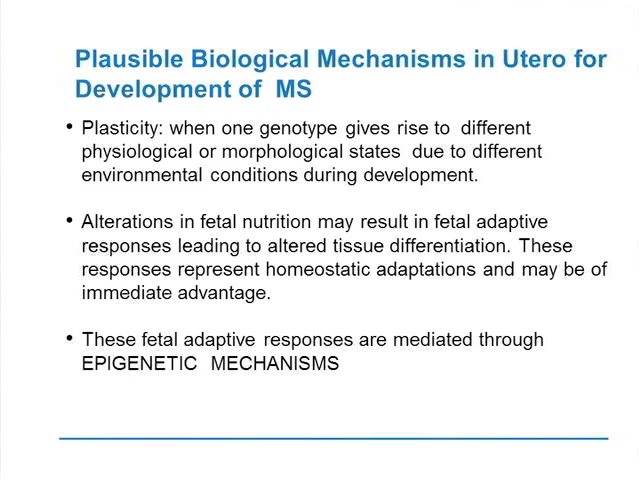 Plausible Biological Mechanisms in Utero for
Development of MS
• Plasticity: when one genotype gives rise to different
physiological or morphological states due to different
environmental conditions during development.
• Alterations in fetal nutrition may result in fetal adaptive
responses leading to altered tissue differentiation. These
responses represent homeostatic adaptations and may be of
immediate advantage.
• These fetal adaptive responses are mediated through
EPIGENETIC MECHANISMS